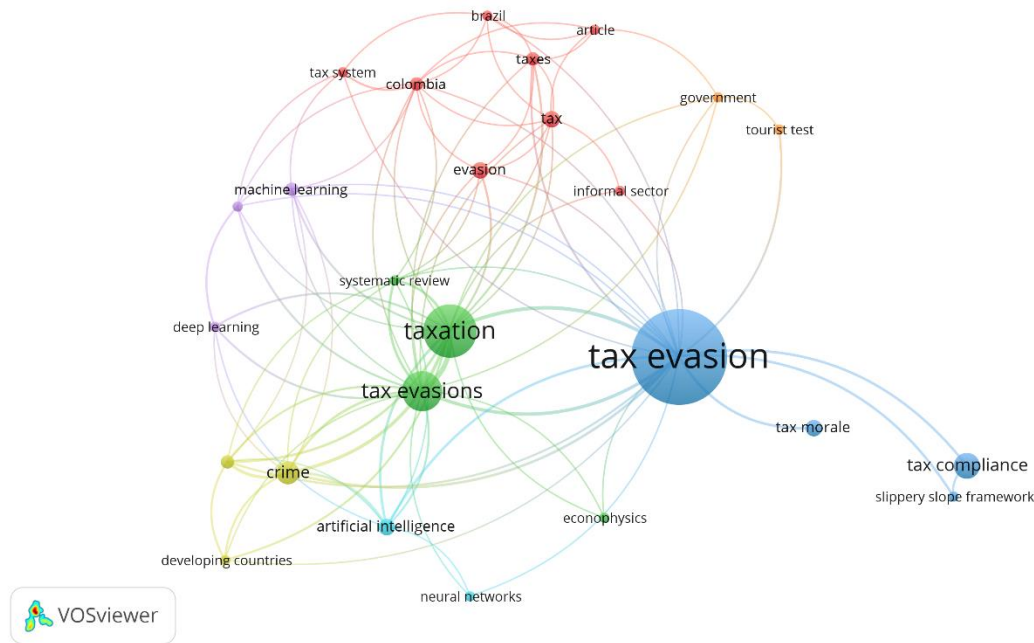 brazil
article
taxes
tax system
colombia
government
tax
tourist test
evasion
machine learning
informal sector
systematic review
deep learning
taxation
tax evasion
tax evasions
tax morale
tax compliance
crime
slippery slope framework
artificial intelligence
econophysics
developing countries
neural networks
VOSviewer